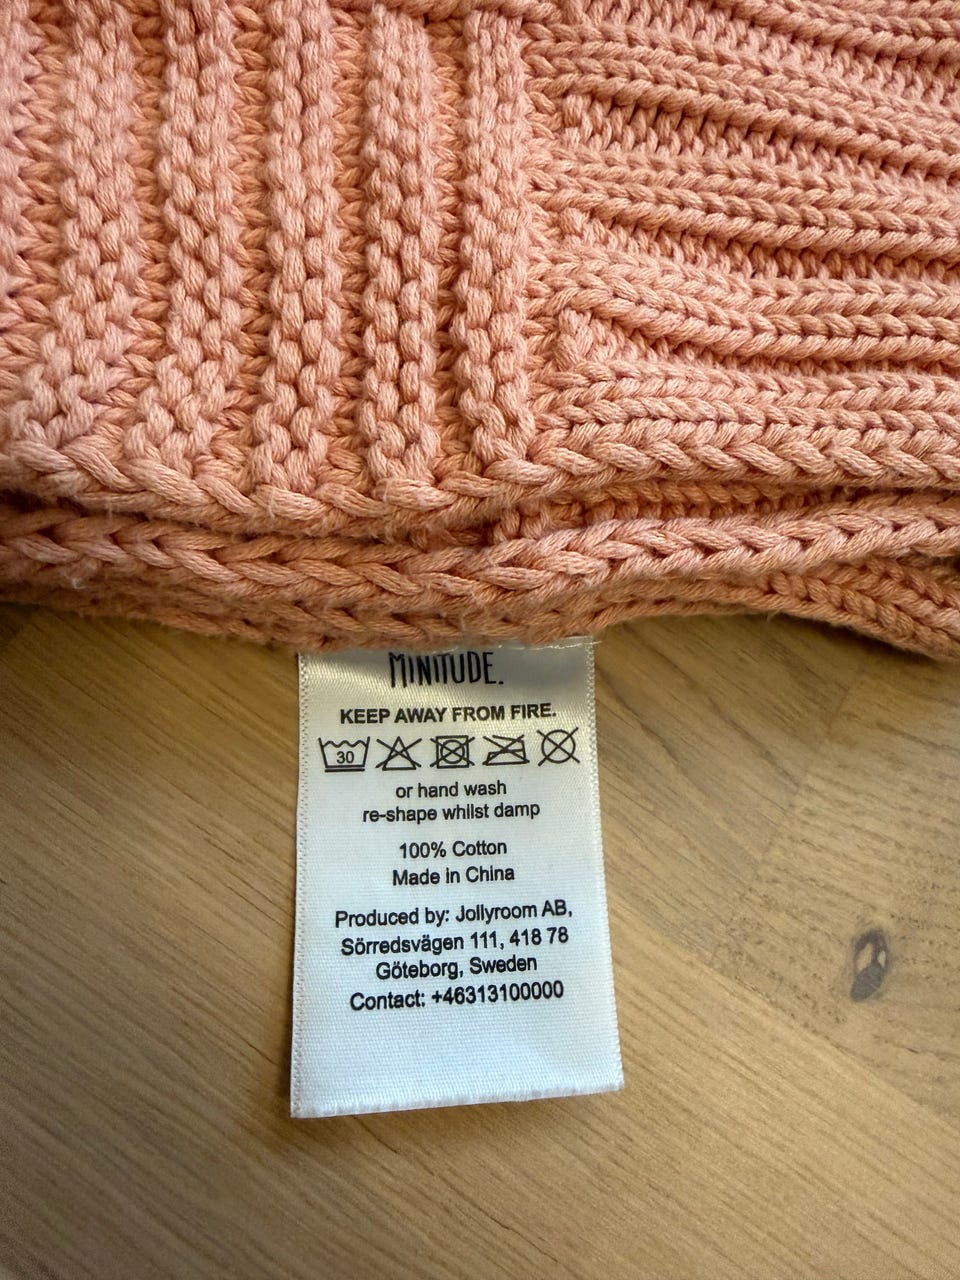 MINITUDE.
KEEP AWAY FROM FIRE.
30
or hand wash
re-shape whilst damp
100% Cotton
Made in China
Produced by: Jollyroom AB,
Sörredsvägen 111, 418 78
Göteborg, Sweden
Contact: +46313100000